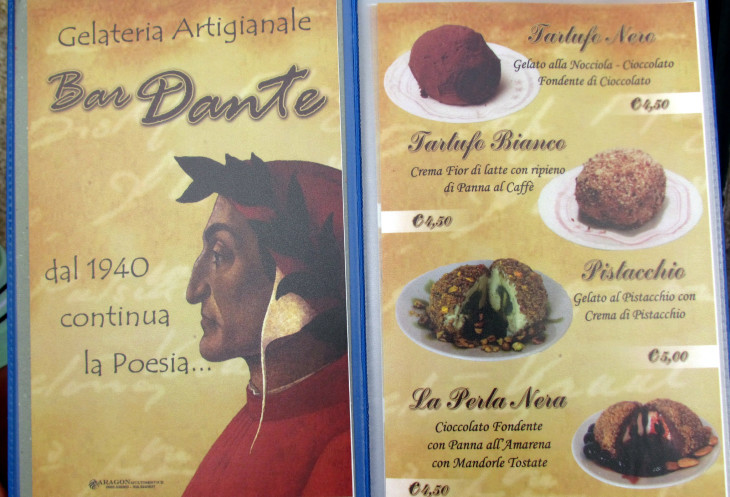 Gelateria Artigianale
Bar Dante
dal 1940
continua
la Poesia...
ARAGON
Tartufo Nero
Gelato alla Nocciola - Cioccolato
Fondente di Cioccolato
€ 4,50
Tartufo Bianco
Crema Fior di latte con ripieno
di Panna al Caffè
€ 4,50
Pistacchio
Gelato al Pistacchio con
Crema di Pistacchio
€ 5,00
La Perla Nera
Cioccolato Fondente
con Panna all'Amarena
con Mandorle Tostate
€ 4,50